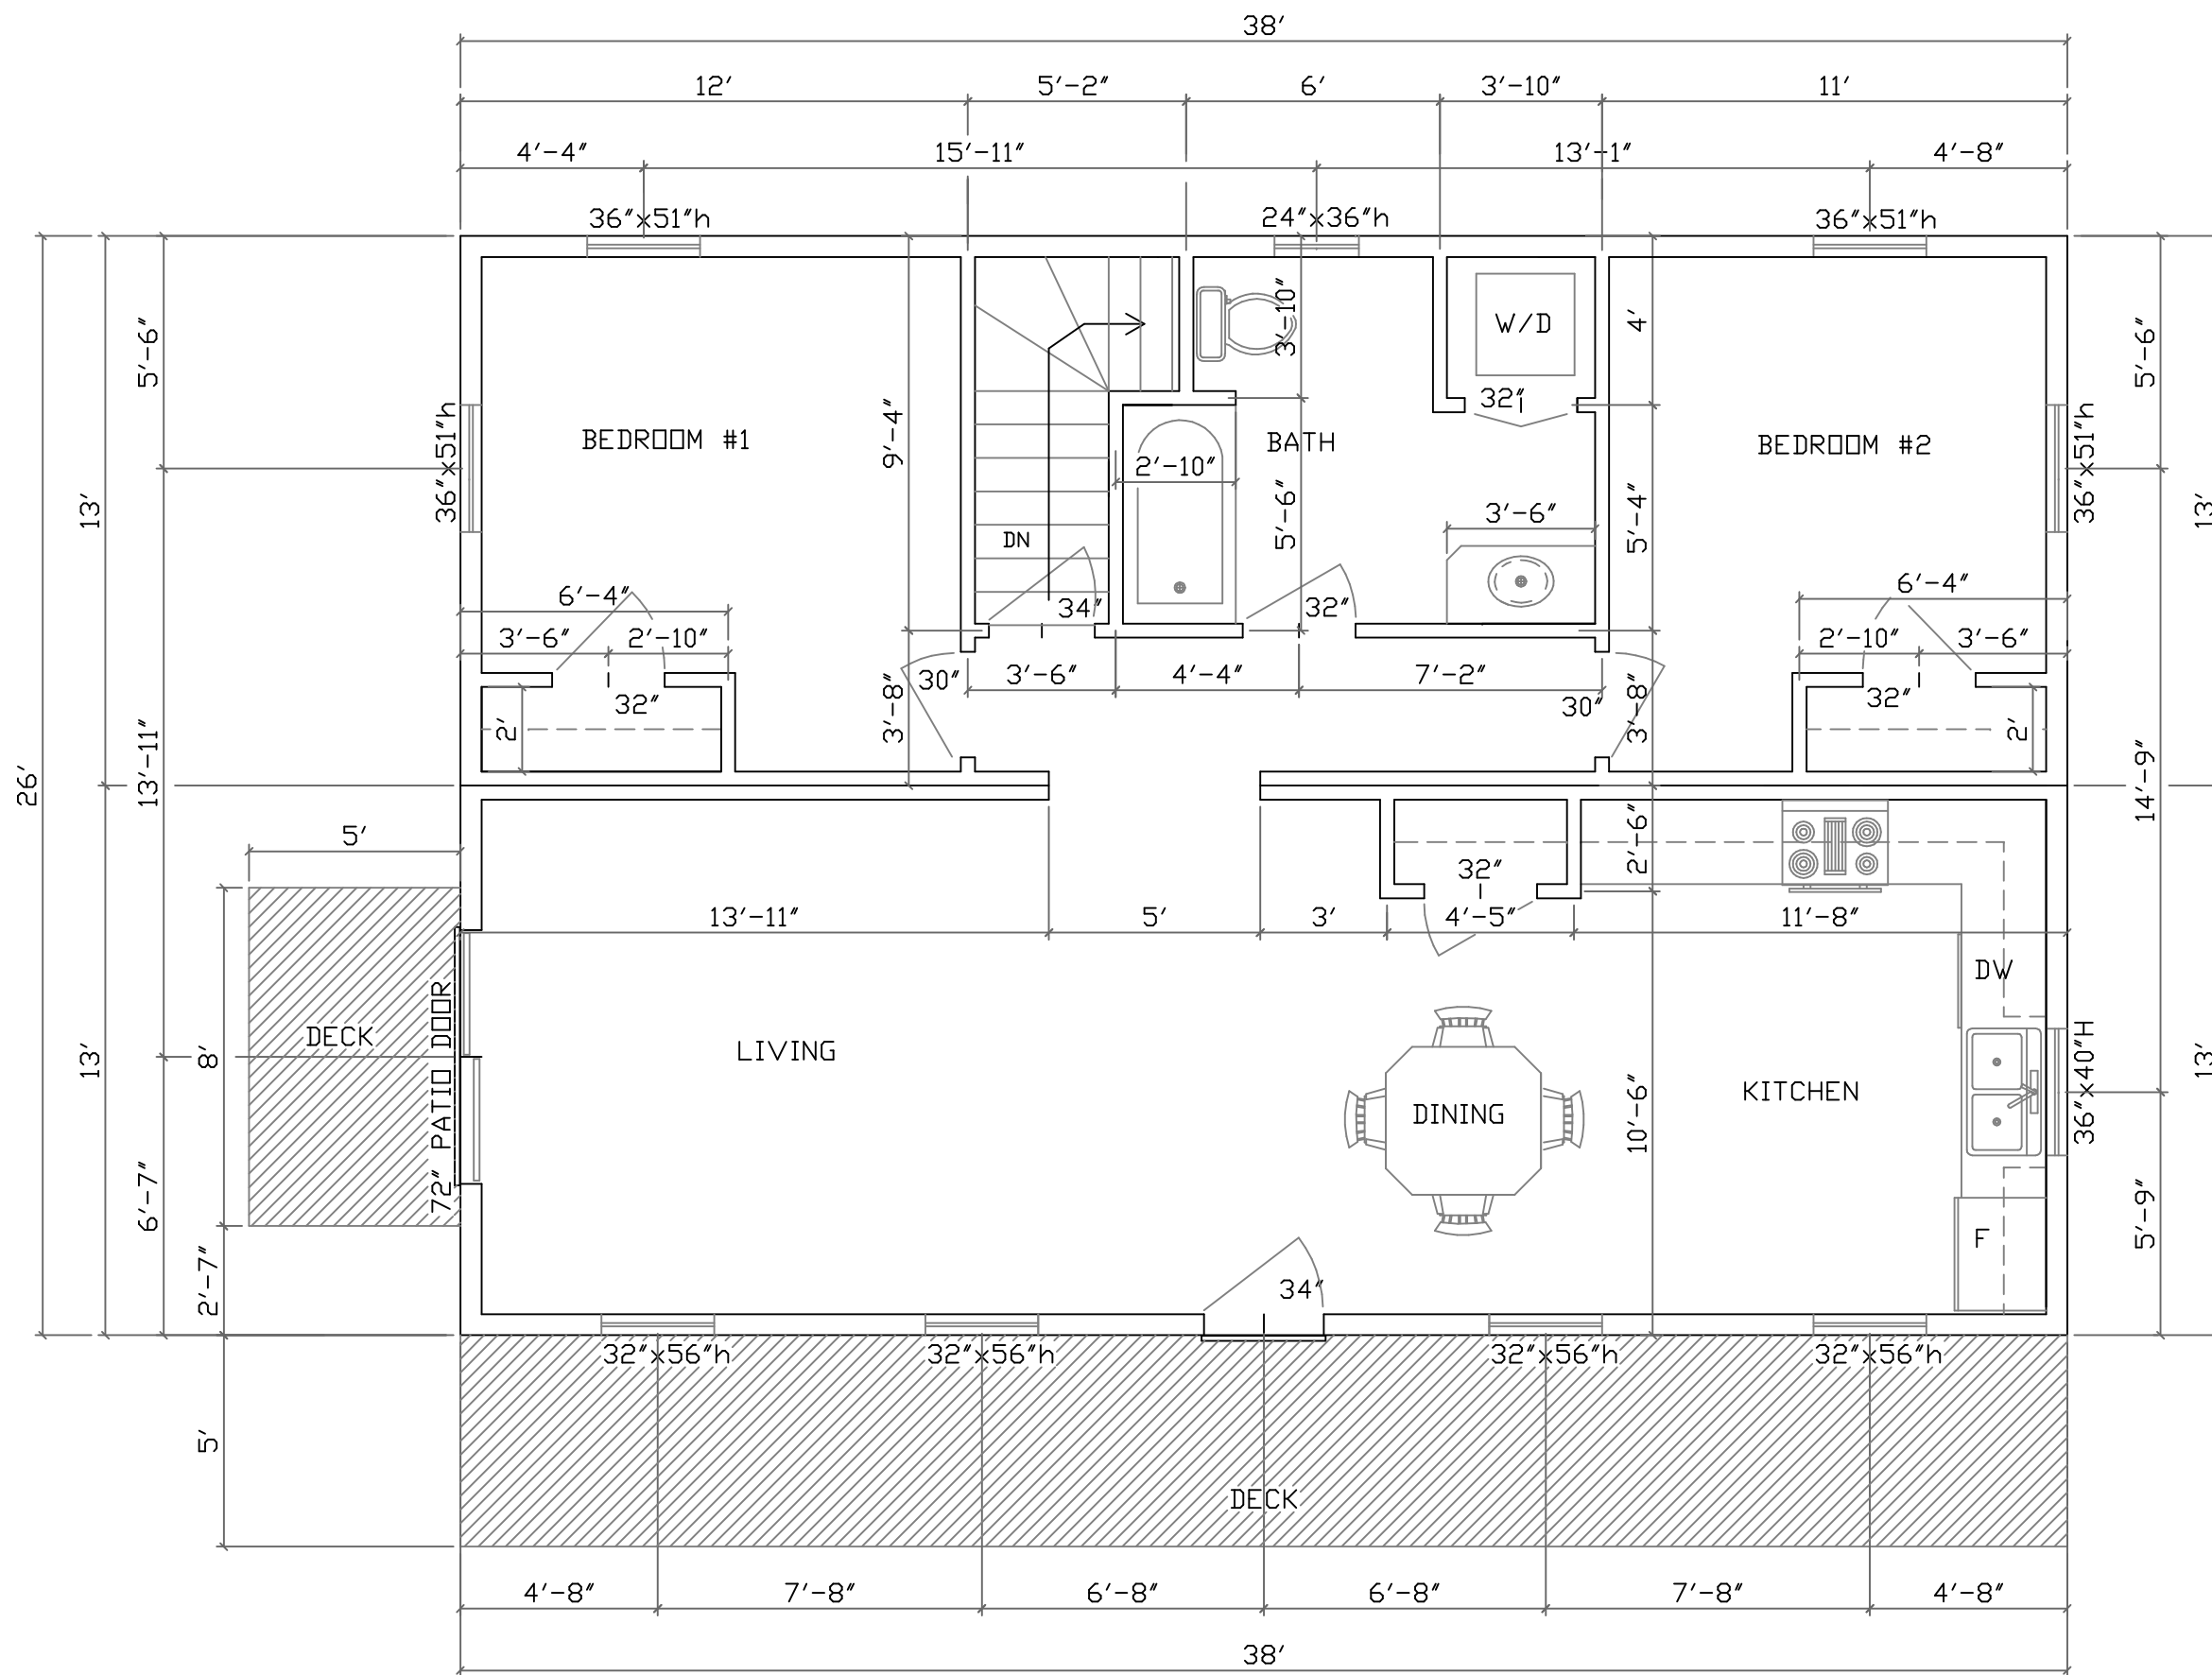 38'
12'
5'-2"
6'
3'-10"
11'
4'-4"
15'-11"
13'-1"
4'-8"
36"x51"h
24"x36"h
36"x51"h
5'-6"
3'-10"
W/D
4'
5'-6"
36"x51"h
BEDROOM #1
9'-4"
2'-10"
BATH
32"
BEDROOM #2
36"x51"h
13'
13'
5'-6"
3'-6"
5'-4"
DN
6'-4"
34"
32"
6'-4"
3'-6"
2'-10"
2'-10"
3'-6"
30"
3'-6"
4'-4"
7'-2"
30"
32"
32"
2'
3'-8"
3'-8"
2'
26'
13'-11"
14'-9"
5'
2'-6"
32"
13'-11"
5'
3'
4'-5"
11'-8"
DW
DECK
8'
72" PATIO DOOR
LIVING
DINING
KITCHEN
10'-6"
36"x40"H
13'
13'
6'-7"
5'-9"
F
2'-7"
34"
32"x56"h
32"x56"h
32"x56"h
32"x56"h
5'
DECK
4'-8"
7'-8"
6'-8"
6'-8"
7'-8"
4'-8"
38'